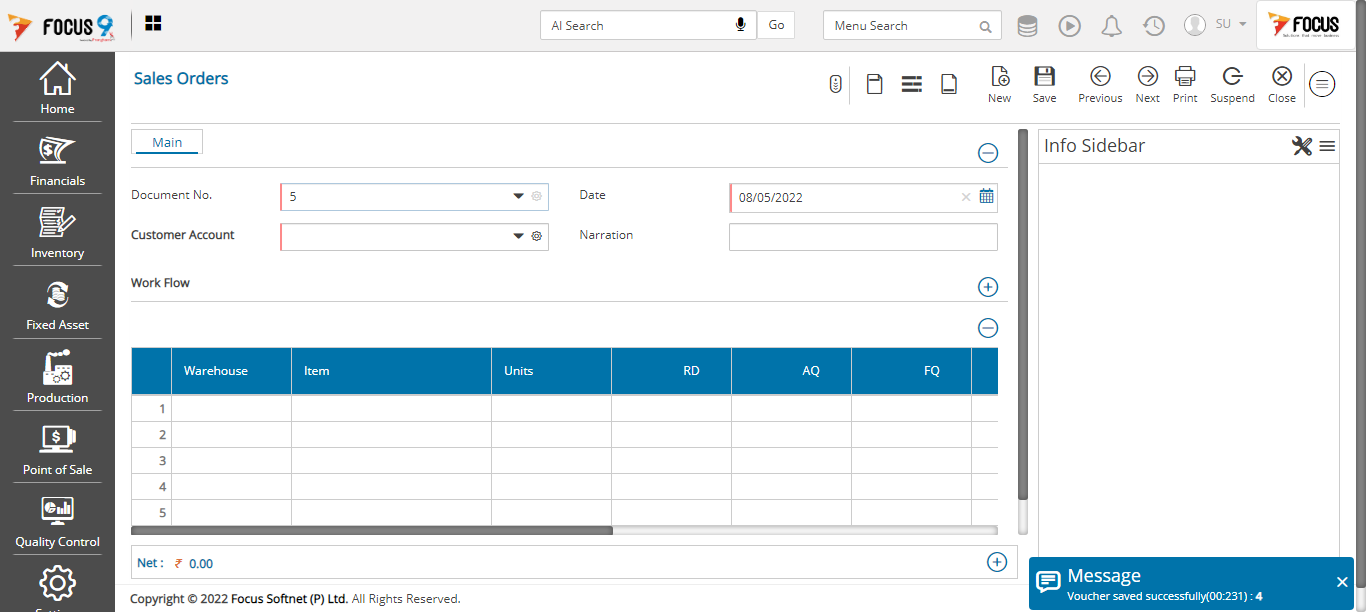 FOCUS 9
AI Search
Go
Menu Search
SU
FOCUS
Home
Financials
Inventory
Fixed Asset
Production
Point of Sale
Quality Control
Sales Orders
New Save Previous Next Print Suspend Close
Main
Info Sidebar
Document No. 5 Date 08/05/2022
Customer Account Narration
Work Flow
Warehouse Item Units RD AQ FQ
1
2
3
4
5
Net : ₹ 0.00
Copyright © 2022 Focus Softnet (P) Ltd. All Rights Reserved.
Message
Voucher saved successfully(00:231) : 4